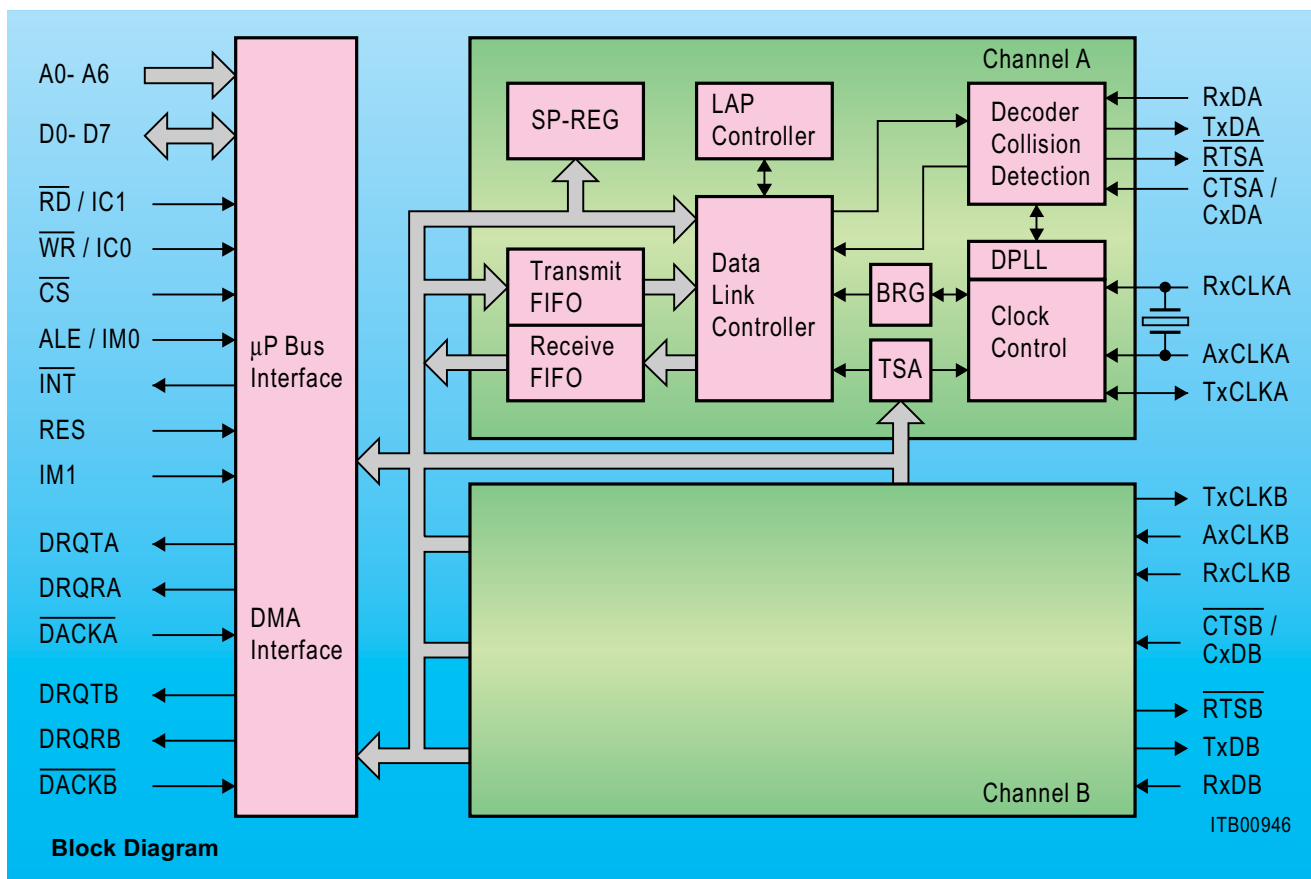 A0- A6
D0- D7
RD / IC1
WR / IC0
CS
ALE / IM0
INT
RES
IM1
DRQTA
DRQRA
DACKA
DRQTB
DRQRB
DACKB
µP Bus
Interface
DMA
Interface
Channel A
SP-REG
LAP
Controller
Decoder
Collision
Detection
Transmit
FIFO
Receive
FIFO
Data
Link
Controller
BRG
TSA
DPLL
Clock
Control
RxDA
TxDA
RTSA
CTSA /
CxDA
RxCLKA
AxCLKA
TxCLKA
Channel B
TxCLKB
AxCLKB
RxCLKB
CTSB /
CxDB
RTSB
TxDB
RxDB
ITB00946
Block Diagram